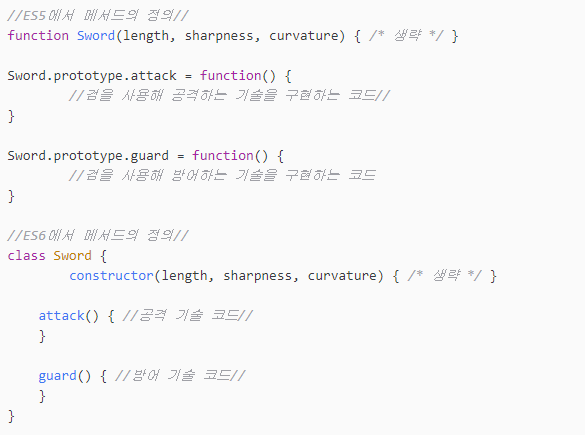 //ES5에서 메서드의 정의//
function Sword(length, sharpness, curvature) { /* 생략 */ }
Sword.prototype.attack = function() {
//검을 사용해 공격하는 기술을 구현하는 코드//
}
Sword.prototype.guard = function() {
//검을 사용해 방어하는 기술을 구현하는 코드
}
//ES6에서 메서드의 정의//
class Sword {
constructor(length, sharpness, curvature) { /* 생략 */ }
attack() { //공격 기술 코드//
}
guard() { //방어 기술 코드//
}
}